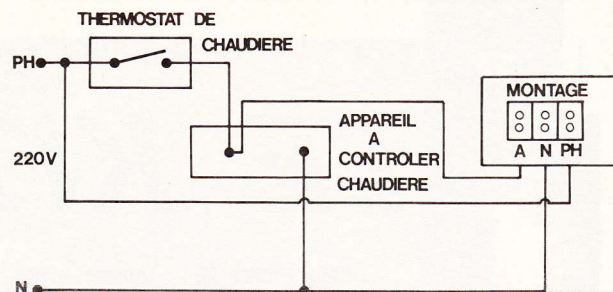 THERMOSTAT DE
CHAUDIERE
PH
MONTAGE
A N PH
220V
APPAREIL
A
CONTROLER
CHAUDIERE
N